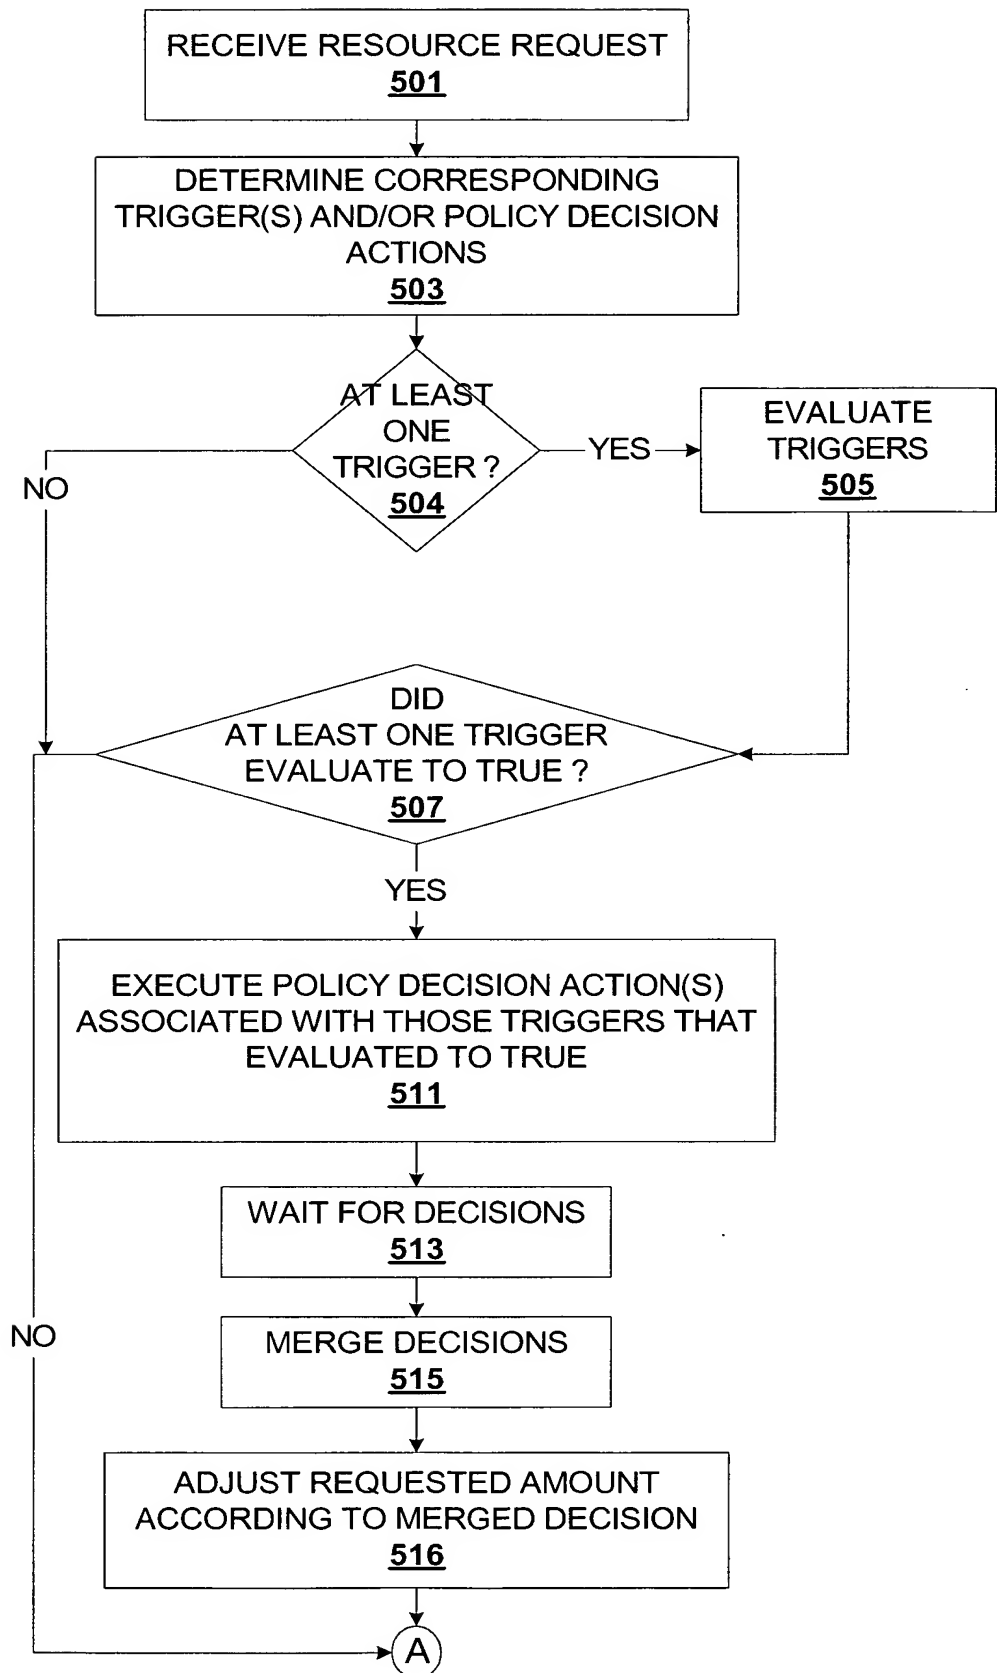 RECEIVE RESOURCE REQUEST
501
DETERMINE CORRESPONDING
TRIGGER(S) AND/OR POLICY DECISION
ACTIONS
503
AT LEAST
ONE
TRIGGER ?
504
YES
EVALUATE
TRIGGERS
505
NO
DID
AT LEAST ONE TRIGGER
EVALUATE TO TRUE ?
507
YES
EXECUTE POLICY DECISION ACTION(S)
ASSOCIATED WITH THOSE TRIGGERS THAT
EVALUATED TO TRUE
511
WAIT FOR DECISIONS
513
NO
MERGE DECISIONS
515
ADJUST REQUESTED AMOUNT
ACCORDING TO MERGED DECISION
516
A